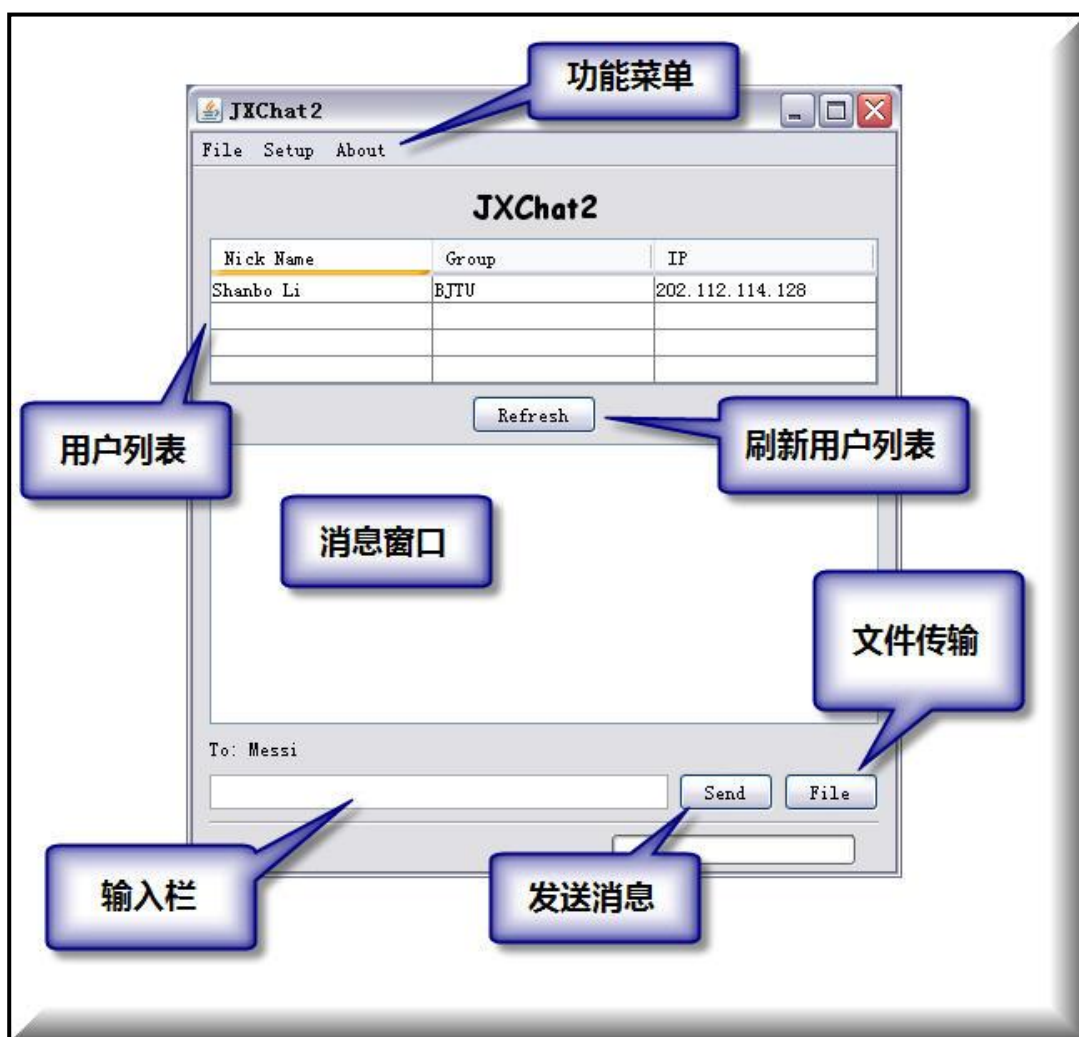 功能菜单
JXChat2
File Setup About
JXChat2
Nick Name Group IP
Shanbo Li BJTU 202.112.114.128
用户列表
Refresh
刷新用户列表
消息窗口
文件传输
To: Messi
Send File
输入栏
发送消息